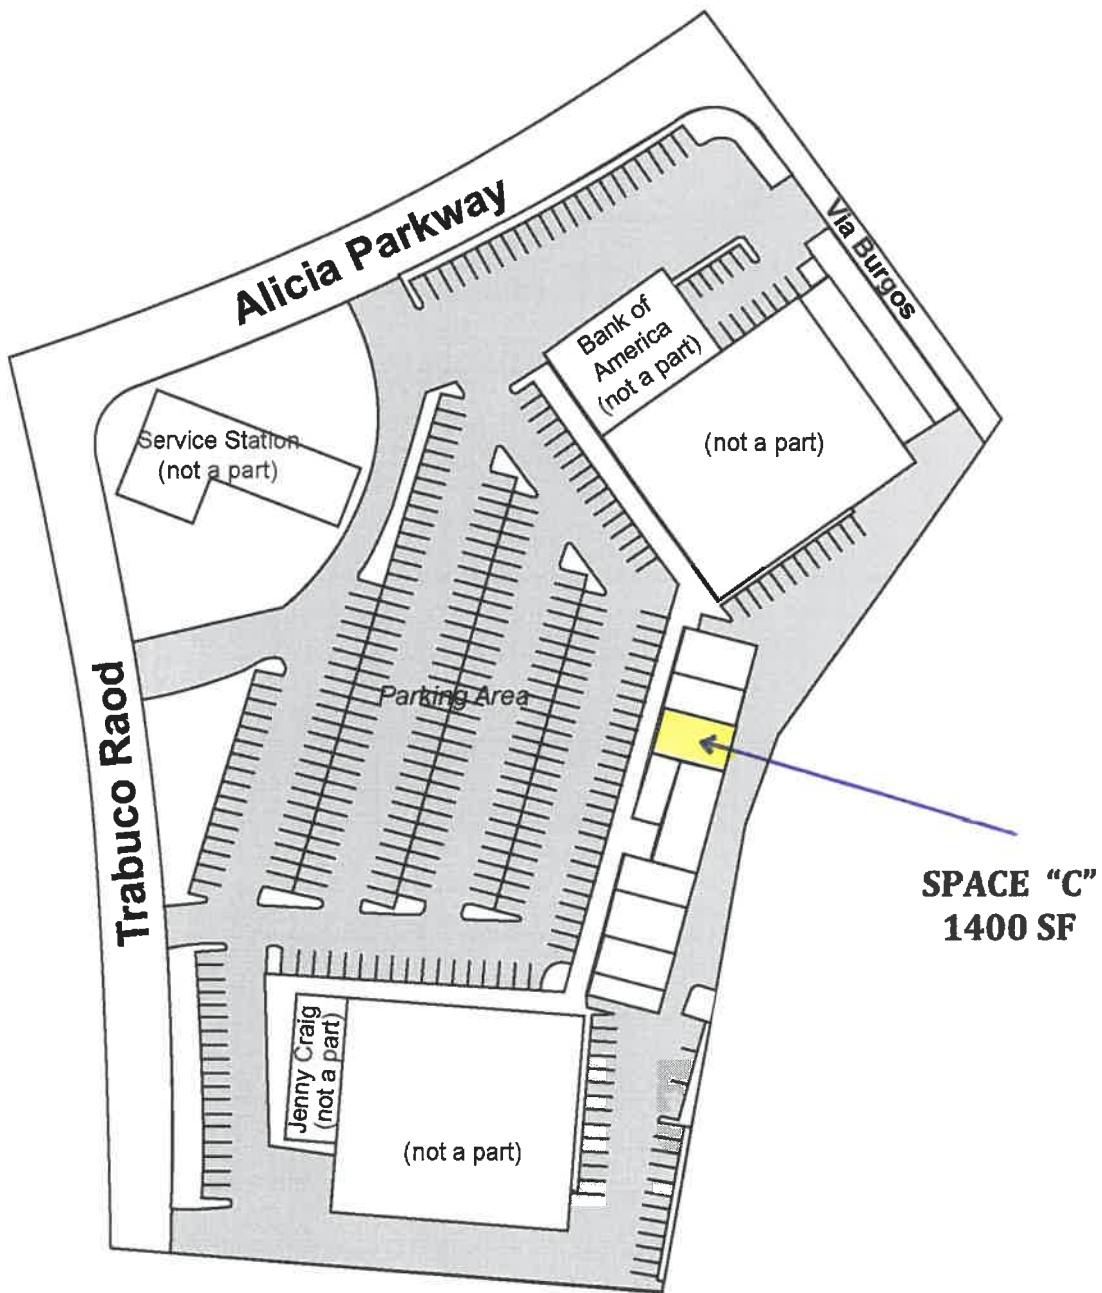 Alicia Parkway
Via Burgos
Bank of
America
(not a part)
Service Station
(not a part)
(not a part)
Parking Area
Trabuco Raod
SPACE “C”
1400 SF
Jenny Craig
(not a part)
(not a part)